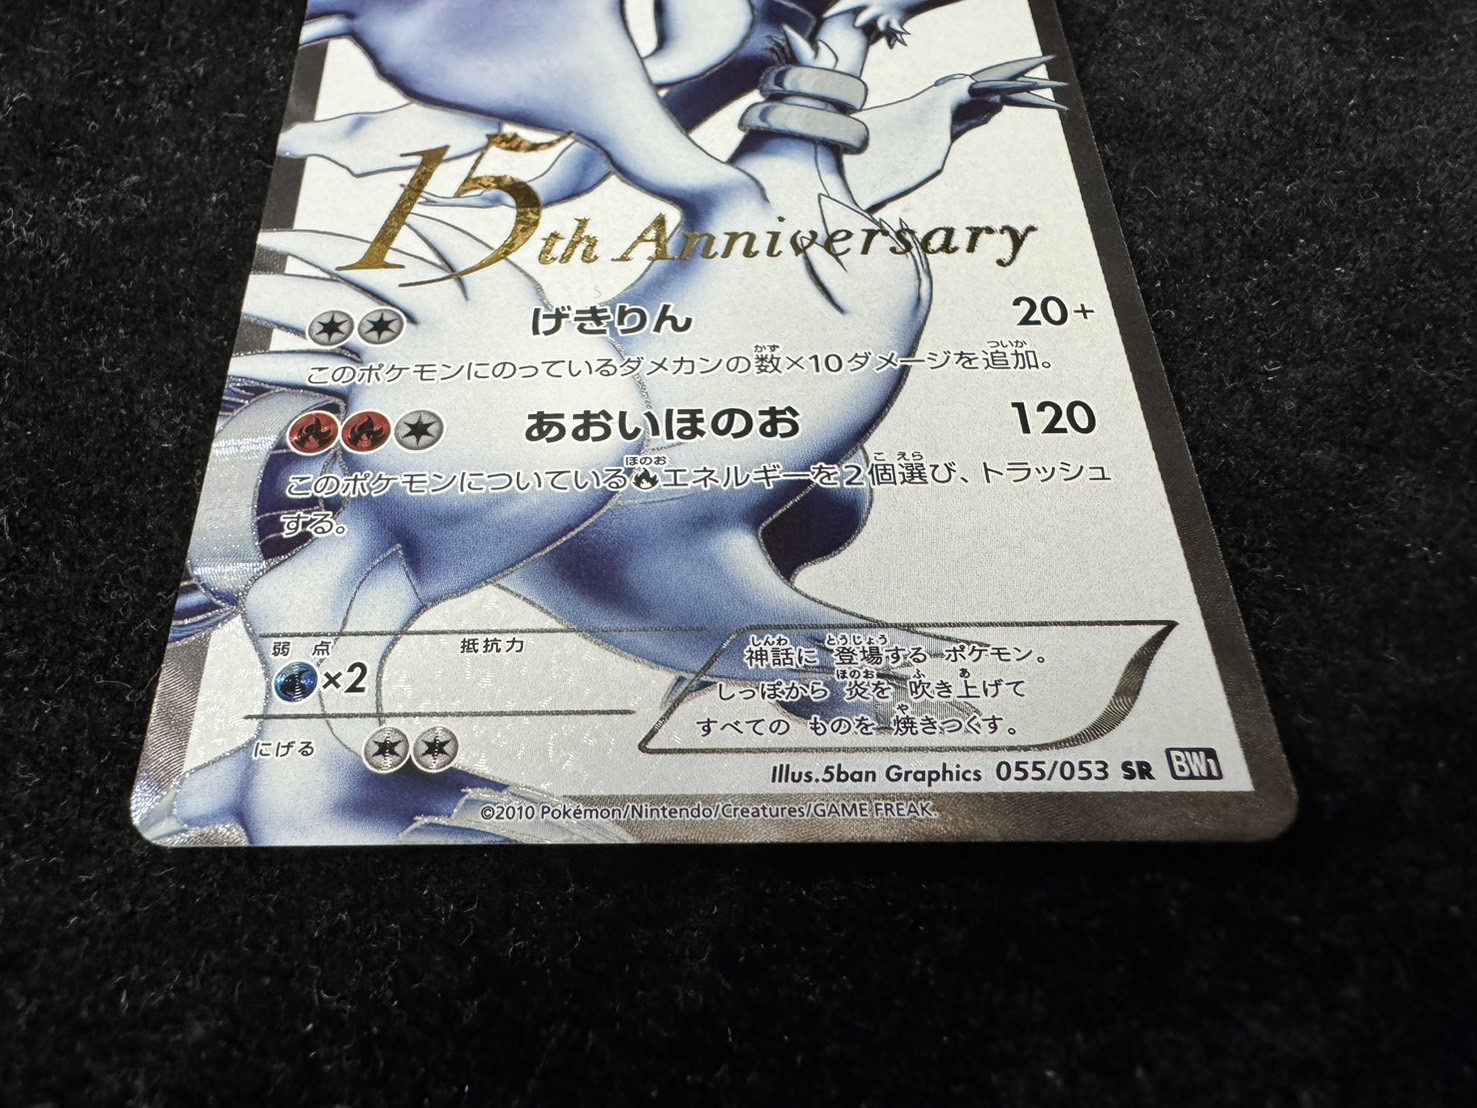 15th Anniversary
げきりん 20+
このポケモンにのっているダメカンの数×10ダメージを追加。
あおいほのお 120
このポケモンについているエネルギーを2個選び、トラッシュ
する。
弱点 抵抗力
×2
にげる
神話に 登場する ポケモン。
しっぽから 炎を 吹き上げて
すべての ものを 焼きつくす。
Illus.5ban Graphics 055/053 SR BW1
©2010 Pokémon/Nintendo/Creatures/GAME FREAK.